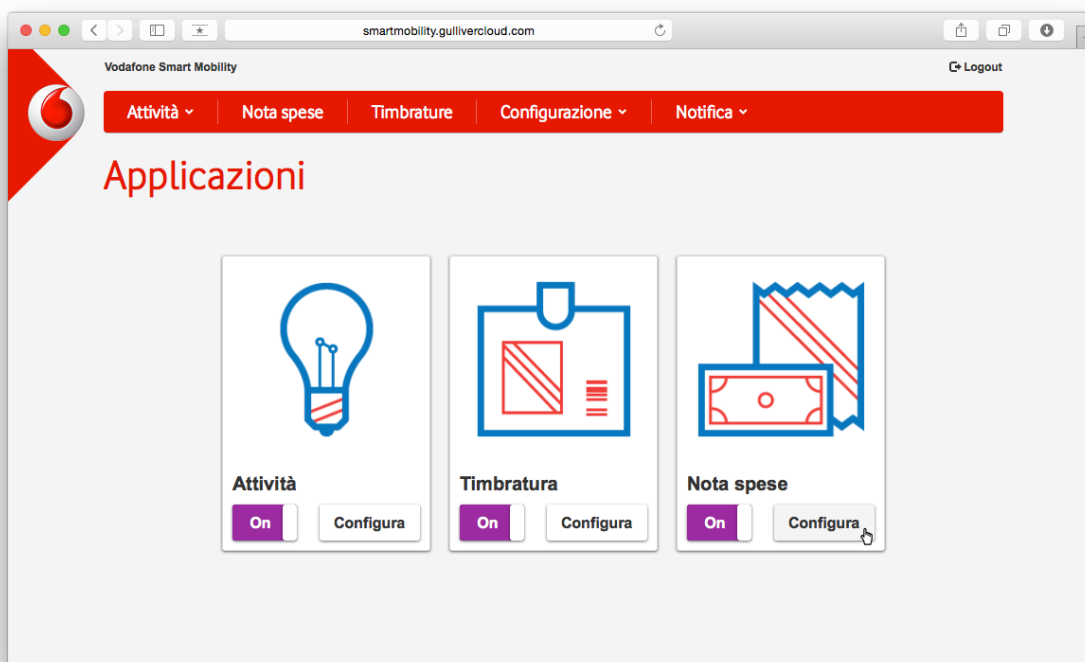 smartmobility.gullivercloud.com
Vodafone Smart Mobility
Logout
Attività
Nota spese
Timbrature
Configurazione
Notifica
Applicazioni
Attività
Timbratura
Nota spese
On
Configura
On
Configura
On
Configura